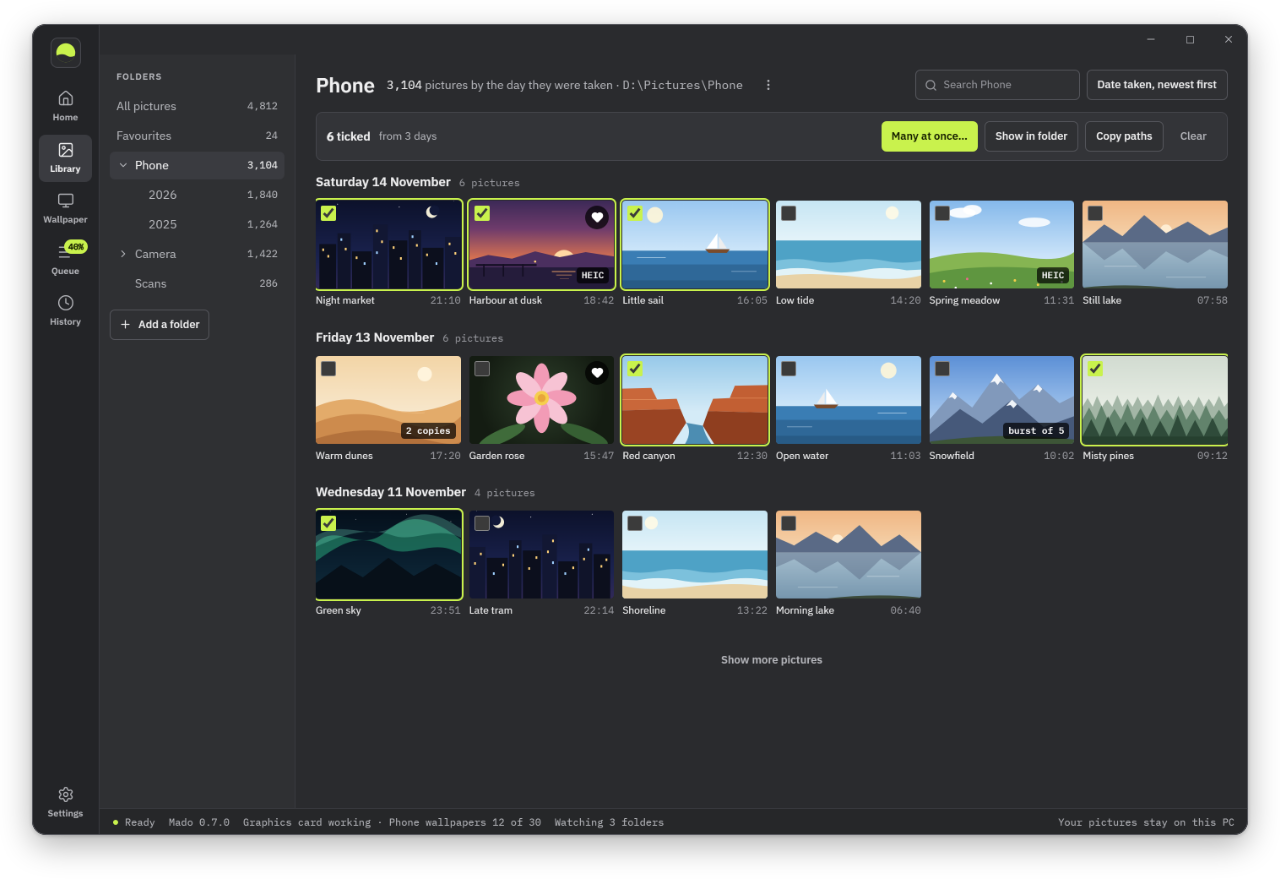 Home
Library
Wallpaper
40%
Queue
History
Settings
FOLDERS
All pictures 4,812
Favourites 24
Phone 3,104
2026 1,840
2025 1,264
Camera 1,422
Scans 286
Add a folder
Phone 3,104 pictures by the day they were taken · D:\Pictures\Phone
Search Phone
Date taken, newest first
6 ticked from 3 days
Many at once...
Show in folder
Copy paths
Clear
Saturday 14 November 6 pictures
HEIC
HEIC
Night market 21:10
Harbour at dusk 18:42
Little sail 16:05
Low tide 14:20
Spring meadow 11:31
Still lake 07:58
Friday 13 November 6 pictures
2 copies
burst of 5
Warm dunes 17:20
Garden rose 15:47
Red canyon 12:30
Open water 11:03
Snowfield 10:02
Misty pines 09:12
Wednesday 11 November 4 pictures
Green sky 23:51
Late tram 22:14
Shoreline 13:22
Morning lake 06:40
Show more pictures
Ready Mado 0.7.0 Graphics card working · Phone wallpapers 12 of 30 Watching 3 folders
Your pictures stay on this PC